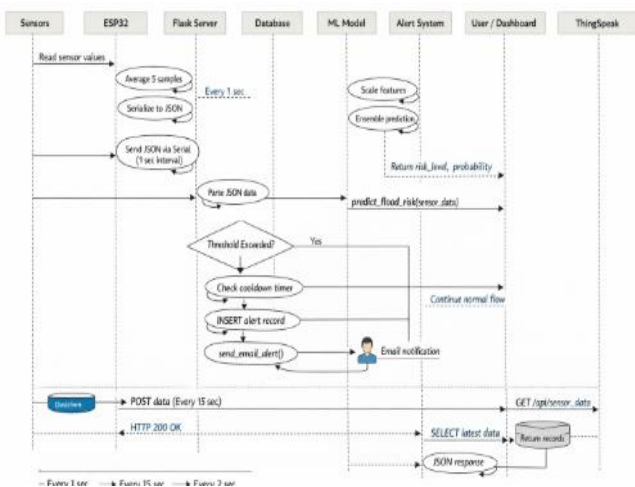 Sensors
ESP32
Flask Server
Database
ML Model
Alert System
User / Dashboard
ThingSpeak
Read sensor values
Average 5 samples
Every 1 sec
Serialize to JSON
Scale features
Ensemble prediction
Send JSON via Serial
(1 sec interval)
Return risk_level, probability
Parse JSON data
predict_flood_risk(sensor_data)
Threshold Exceeded?
Yes
Check cooldown timer
Continue normal flow
INSERT alert record
send_email_alert()
Email notification
POST data (Every 15 sec)
GET /api/sensor_data
HTTP 200 OK
SELECT latest data
Return records
JSON response
Every 1 sec
Every 15 sec
Every 2 sec